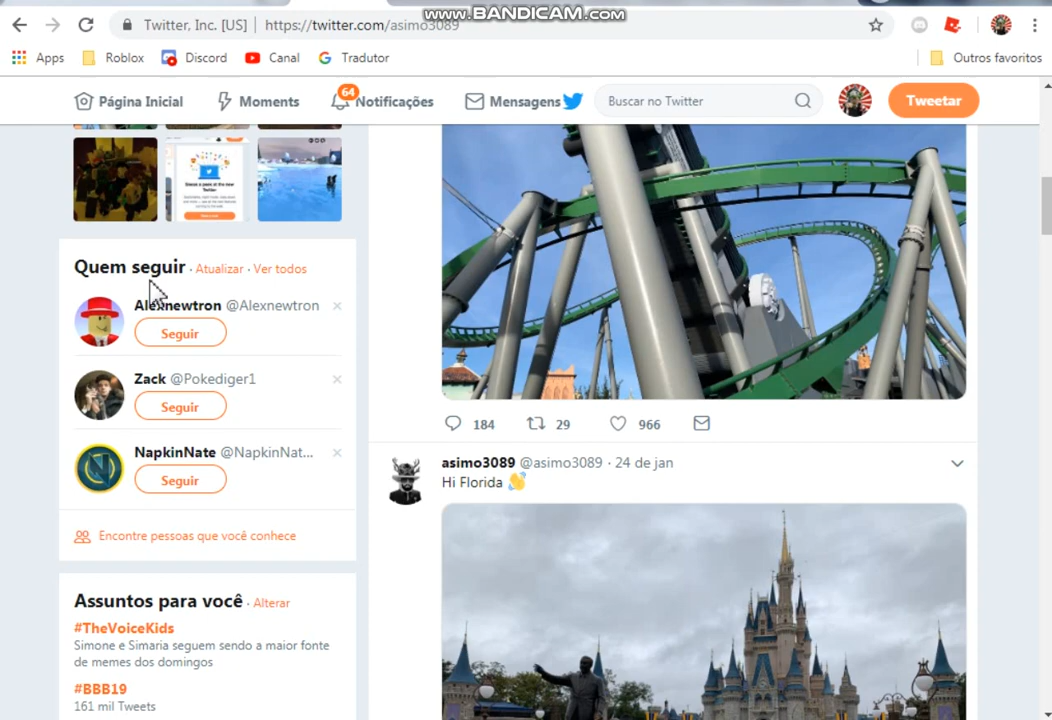 www.BANDICAM.com
Twitter, Inc. [US] | https://twitter.com/asimo3089
Apps Roblox Discord Canal Tradutor Outros favoritos
Página Inicial Moments 64 Notificações Mensagens Buscar no Twitter Tweetar
Quem seguir · Atualizar · Ver todos
Alexnewtron @Alexnewtron ×
Seguir
Zack @Pokediger1 ×
Seguir
NapkinNate @NapkinNat... ×
Seguir
Encontre pessoas que você conhece
Assuntos para você · Alterar
#TheVoiceKids
Simone e Simaria seguem sendo a maior fonte
de memes dos domingos
#BBB19
161 mil Tweets
184 29 966
asimo3089 @asimo3089 · 24 de jan
Hi Florida 👋